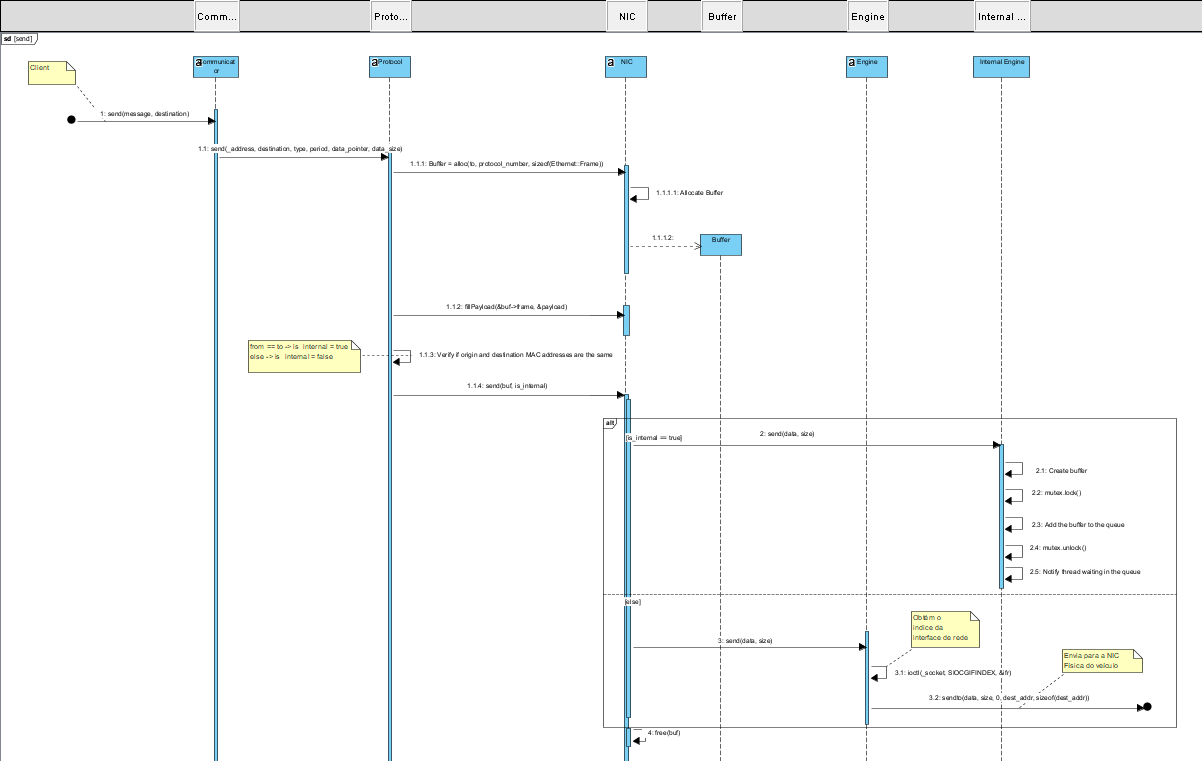 Comm...
Proto...
NIC
Buffer
Engine
Internal ...
sd [send]
Client
a Communicat
or
a Protocol
a NIC
a Engine
Internal Engine
1: send(message, destination)
1.1: send(_address, destination, type, period, data_pointer, data_size)
1.1.1: Buffer = alloc(to, protocol_number, sizeof(Ethernet::Frame))
1.1.1.1: Allocate Buffer
1.1.1.2:
Buffer
1.1.2: fillPayload(&buf->frame, &payload)
from == to -> is_internal = true
else -> is_internal = false
1.1.3: Verify if origin and destination MAC addresses are the same
1.1.4: send(buf, is_internal)
alt
[is_internal == true]
2: send(data, size)
2.1: Create buffer
2.2: mutex.lock()
2.3: Add the buffer to the queue
2.4: mutex.unlock()
2.5: Notify thread waiting in the queue
[else]
Obtém o
índice da
interface de rede
3: send(data, size)
Envia para a NIC
Física do veículo
3.1: ioctl(_socket, SIOCGIFINDEX, &ifr)
3.2: sendto(data, size, 0, dest_addr, sizeof(dest_addr))
4: free(buf)